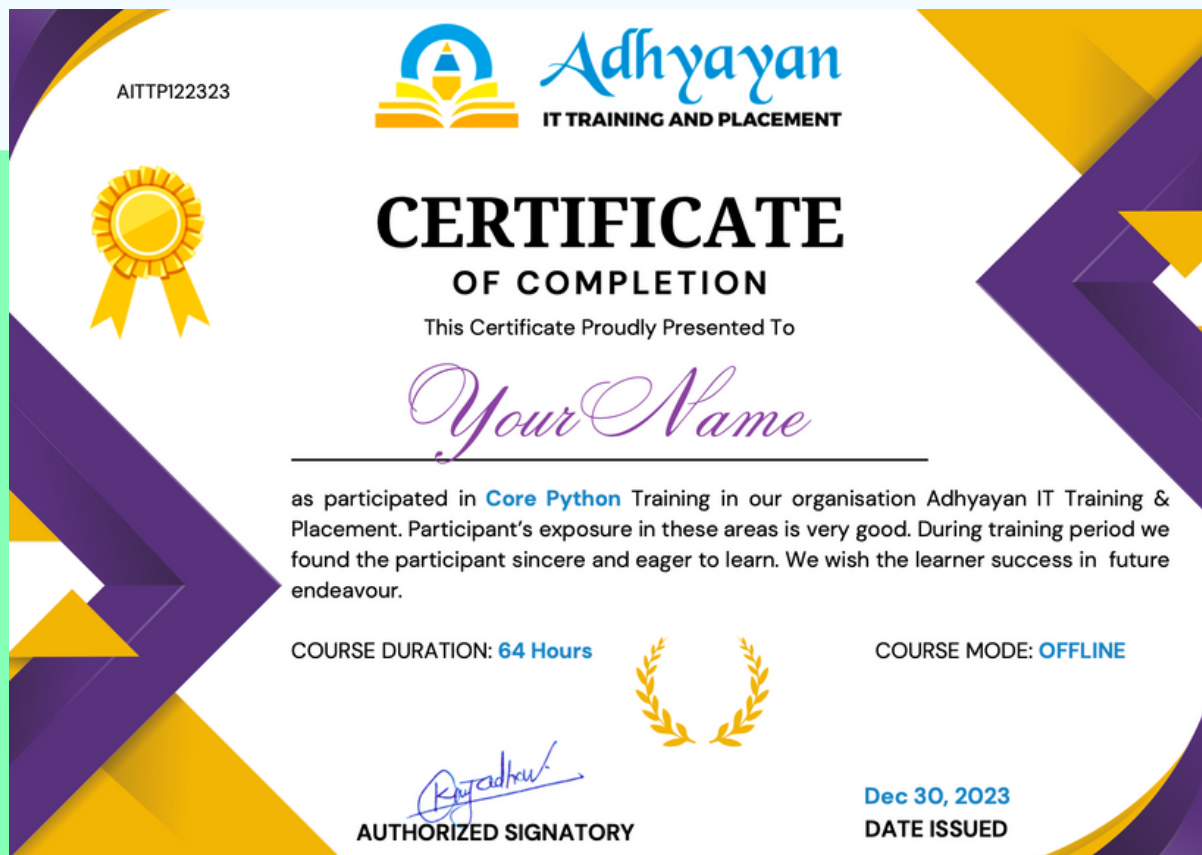 AITTP122323
Adhyayan
IT TRAINING AND PLACEMENT
CERTIFICATE
OF COMPLETION
This Certificate Proudly Presented To
Your Name
as participated in Core Python Training in our organisation Adhyayan IT Training &
Placement. Participant’s exposure in these areas is very good. During training period we
found the participant sincere and eager to learn. We wish the learner success in future
endeavour.
COURSE DURATION: 64 Hours
COURSE MODE: OFFLINE
AUTHORIZED SIGNATORY
Dec 30, 2023
DATE ISSUED